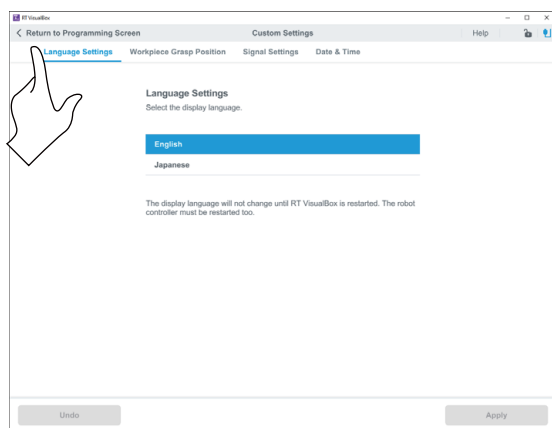 RT VisualBox
Return to Programming Screen
Custom Settings
Help
Language Settings
Workpiece Grasp Position
Signal Settings
Date & Time
Language Settings
Select the display language.
English
Japanese
The display language will not change until RT VisualBox is restarted. The robot
controller must be restarted too.
Undo
Apply